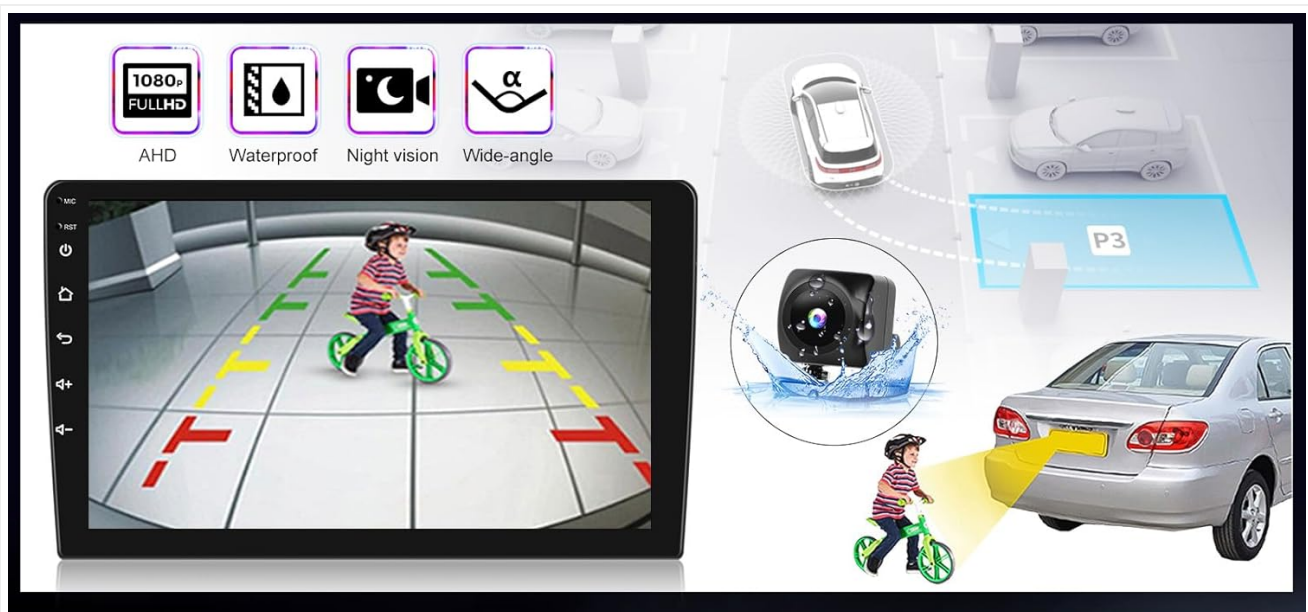 1080P
FULLHD
AHD
Waterproof
Night vision
α
Wide-angle
MIC
RST
P3